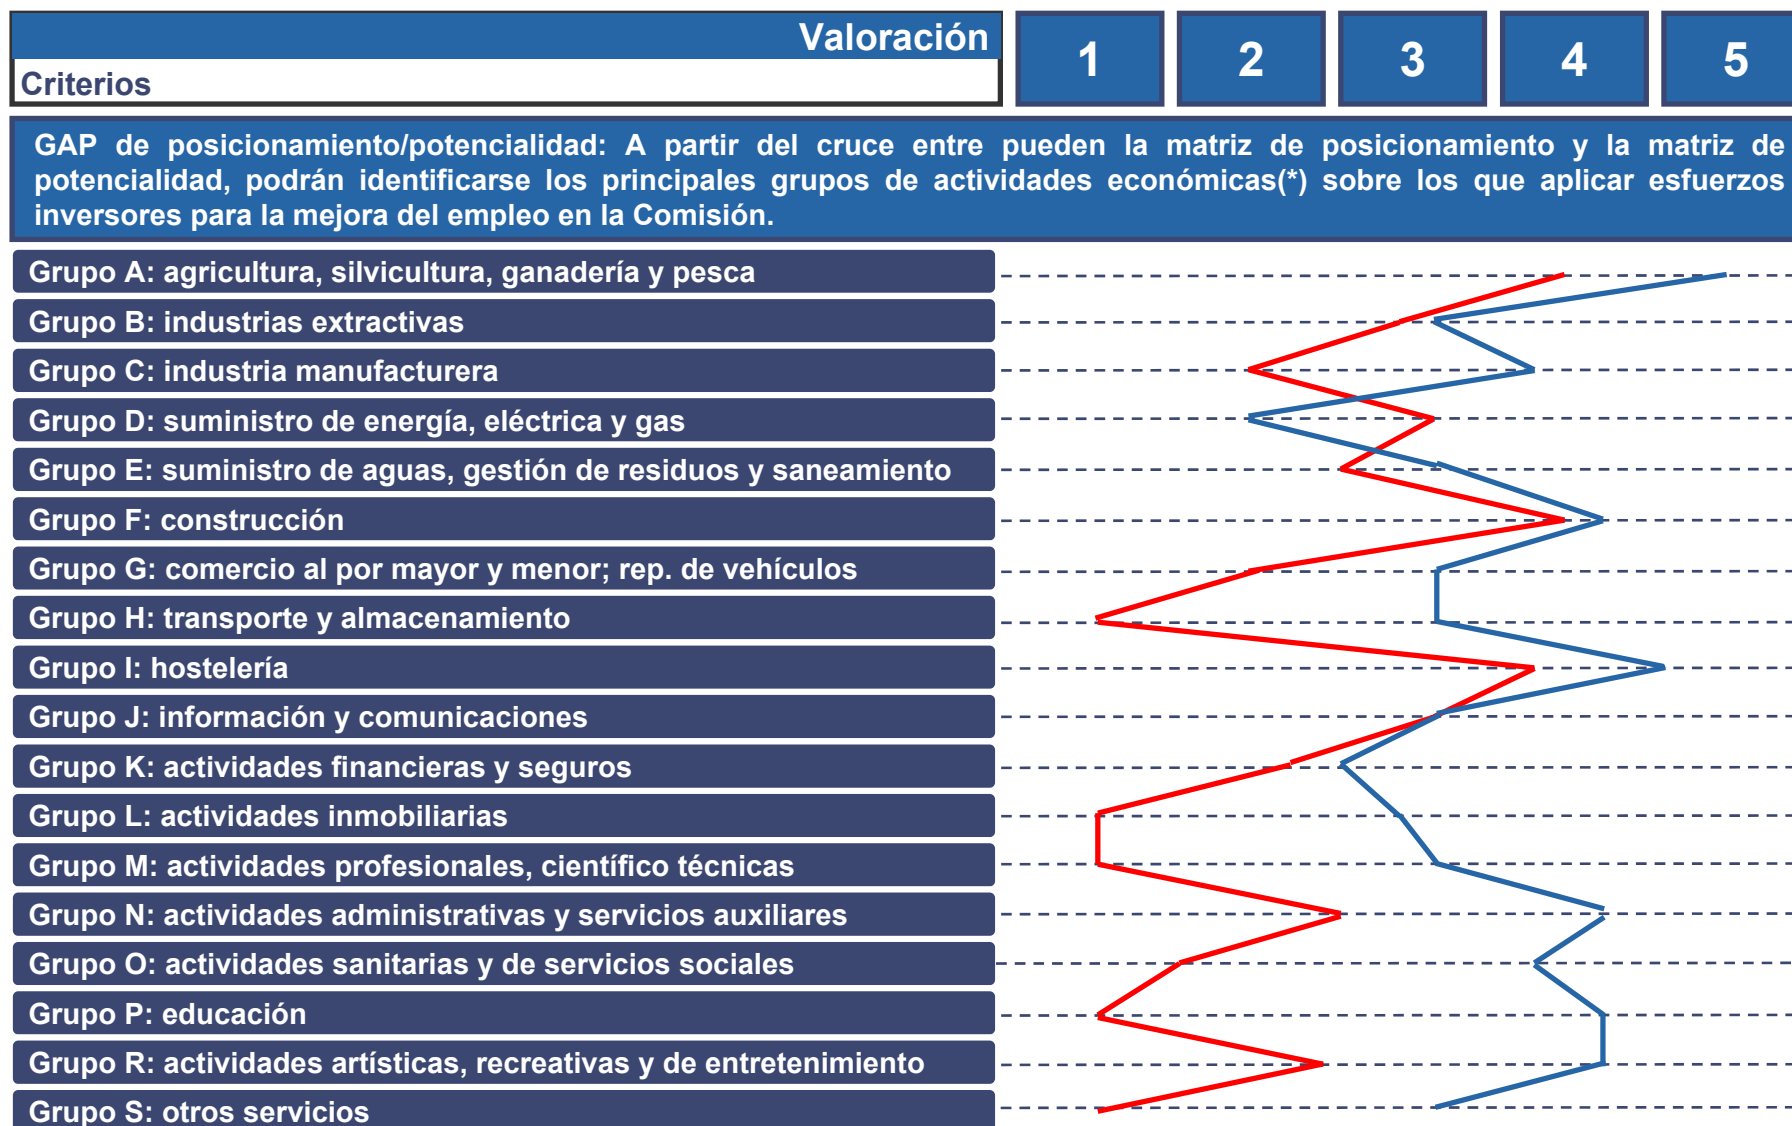 Valoración
Criterios
1 2 3 4 5
GAP de posicionamiento/potencialidad: A partir del cruce entre pueden la matriz de posicionamiento y la matriz de
potencialidad, podrán identificarse los principales grupos de actividades económicas(*) sobre los que aplicar esfuerzos
inversores para la mejora del empleo en la Comisión.
Grupo A: agricultura, silvicultura, ganadería y pesca
Grupo B: industrias extractivas
Grupo C: industria manufacturera
Grupo D: suministro de energía, eléctrica y gas
Grupo E: suministro de aguas, gestión de residuos y saneamiento
Grupo F: construcción
Grupo G: comercio al por mayor y menor; rep. de vehículos
Grupo H: transporte y almacenamiento
Grupo I: hostelería
Grupo J: información y comunicaciones
Grupo K: actividades financieras y seguros
Grupo L: actividades inmobiliarias
Grupo M: actividades profesionales, científico técnicas
Grupo N: actividades administrativas y servicios auxiliares
Grupo O: actividades sanitarias y de servicios sociales
Grupo P: educación
Grupo R: actividades artísticas, recreativas y de entretenimiento
Grupo S: otros servicios